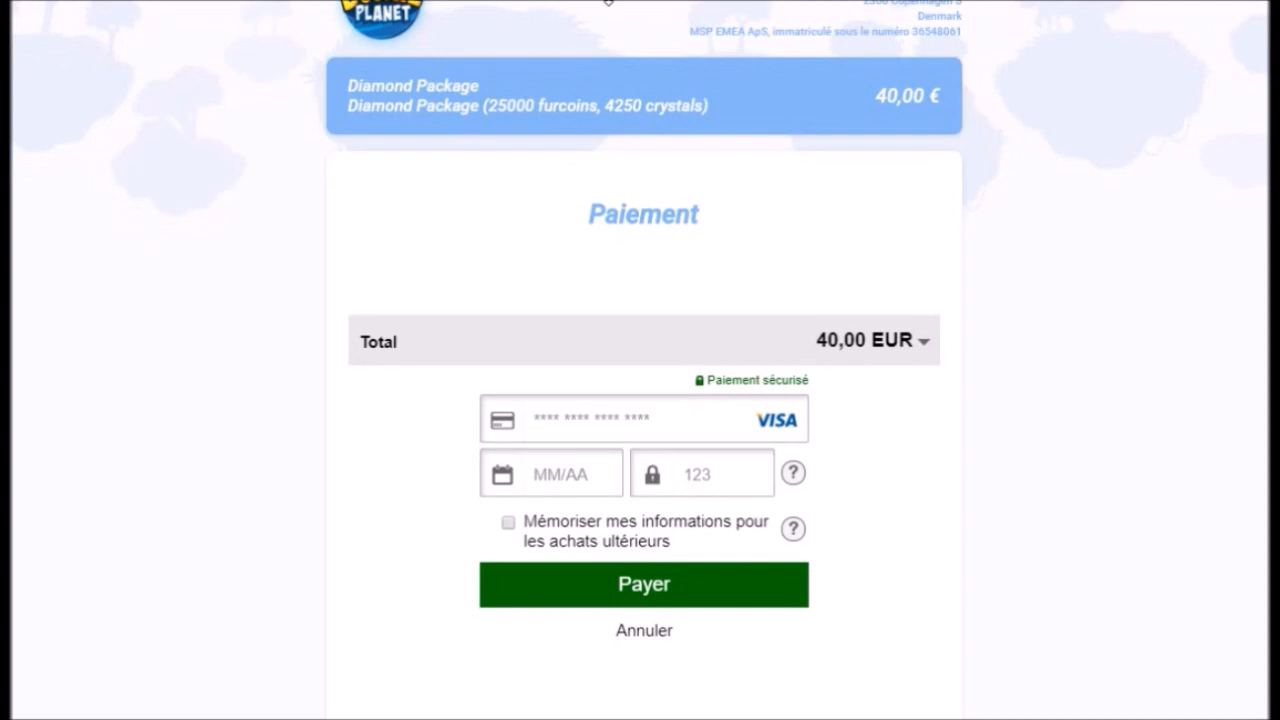 PLANET
2300 Copenhagen S
Denmark
MSP EMEA ApS, immatriculé sous le numéro 36548061
Diamond Package
Diamond Package (25000 furcoins, 4250 crystals)
40,00 €
Paiement
Total
40,00 EUR
Paiement sécurisé
**** **** **** ****
VISA
MM/AA
123
?
Mémoriser mes informations pour
les achats ultérieurs
?
Payer
Annuler